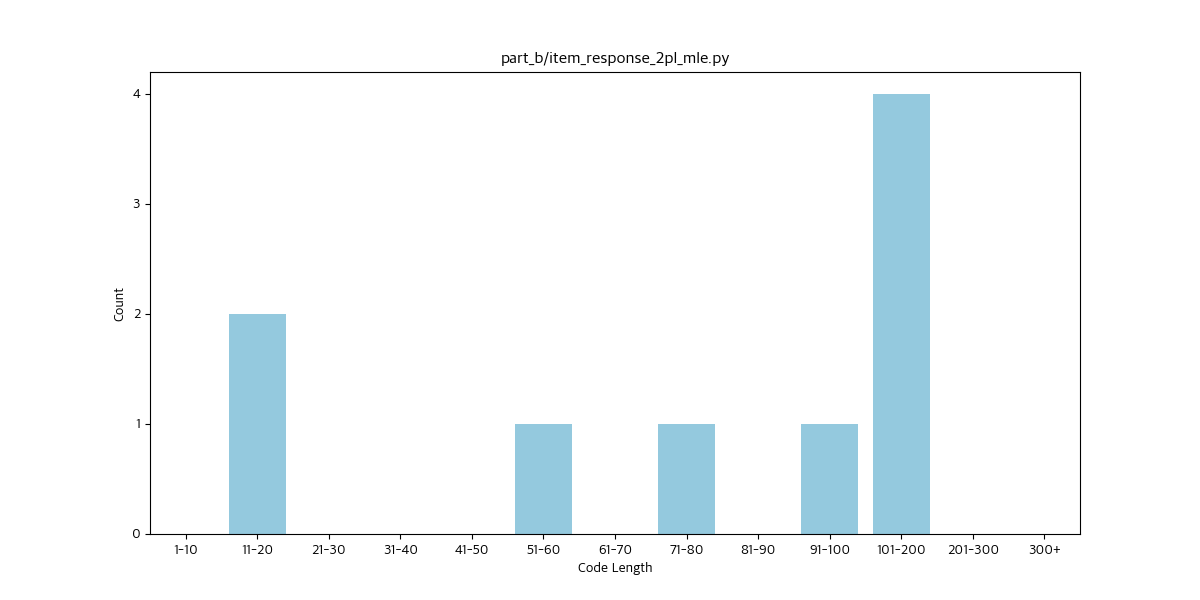 part_b/item_response_2pl_mle.py
4
3
2
1
0
Count
1-10 11-20 21-30 31-40 41-50 51-60 61-70 71-80 81-90 91-100 101-200 201-300 300+
Code Length